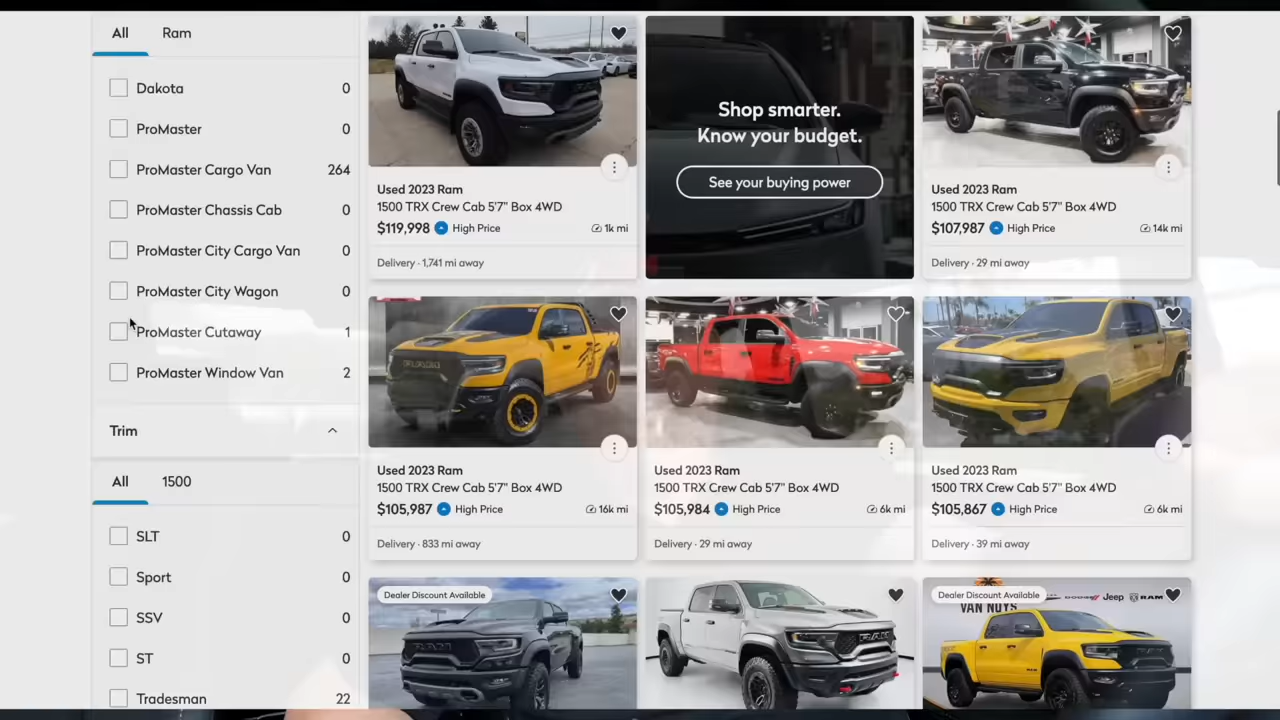 All Ram
Dakota 0
ProMaster 0
ProMaster Cargo Van 264
ProMaster Chassis Cab 0
ProMaster City Cargo Van 0
ProMaster City Wagon 0
ProMaster Cutaway 1
ProMaster Window Van 2
Trim
All 1500
SLT 0
Sport 0
SSV 0
ST 0
Tradesman 22
Used 2023 Ram
1500 TRX Crew Cab 5'7" Box 4WD
$119,998 High Price 1k mi
Delivery · 1,741 mi away
Shop smarter.
Know your budget.
See your buying power
Used 2023 Ram
1500 TRX Crew Cab 5'7" Box 4WD
$107,987 High Price 14k mi
Delivery · 29 mi away
Used 2023 Ram
1500 TRX Crew Cab 5'7" Box 4WD
$105,987 High Price 16k mi
Delivery · 833 mi away
Used 2023 Ram
1500 TRX Crew Cab 5'7" Box 4WD
$105,984 High Price 6k mi
Delivery · 29 mi away
Used 2023 Ram
1500 TRX Crew Cab 5'7" Box 4WD
$105,867 High Price 6k mi
Delivery · 39 mi away
Dealer Discount Available
RAM
Dealer Discount Available
VAN NUYS
Jeep RAM